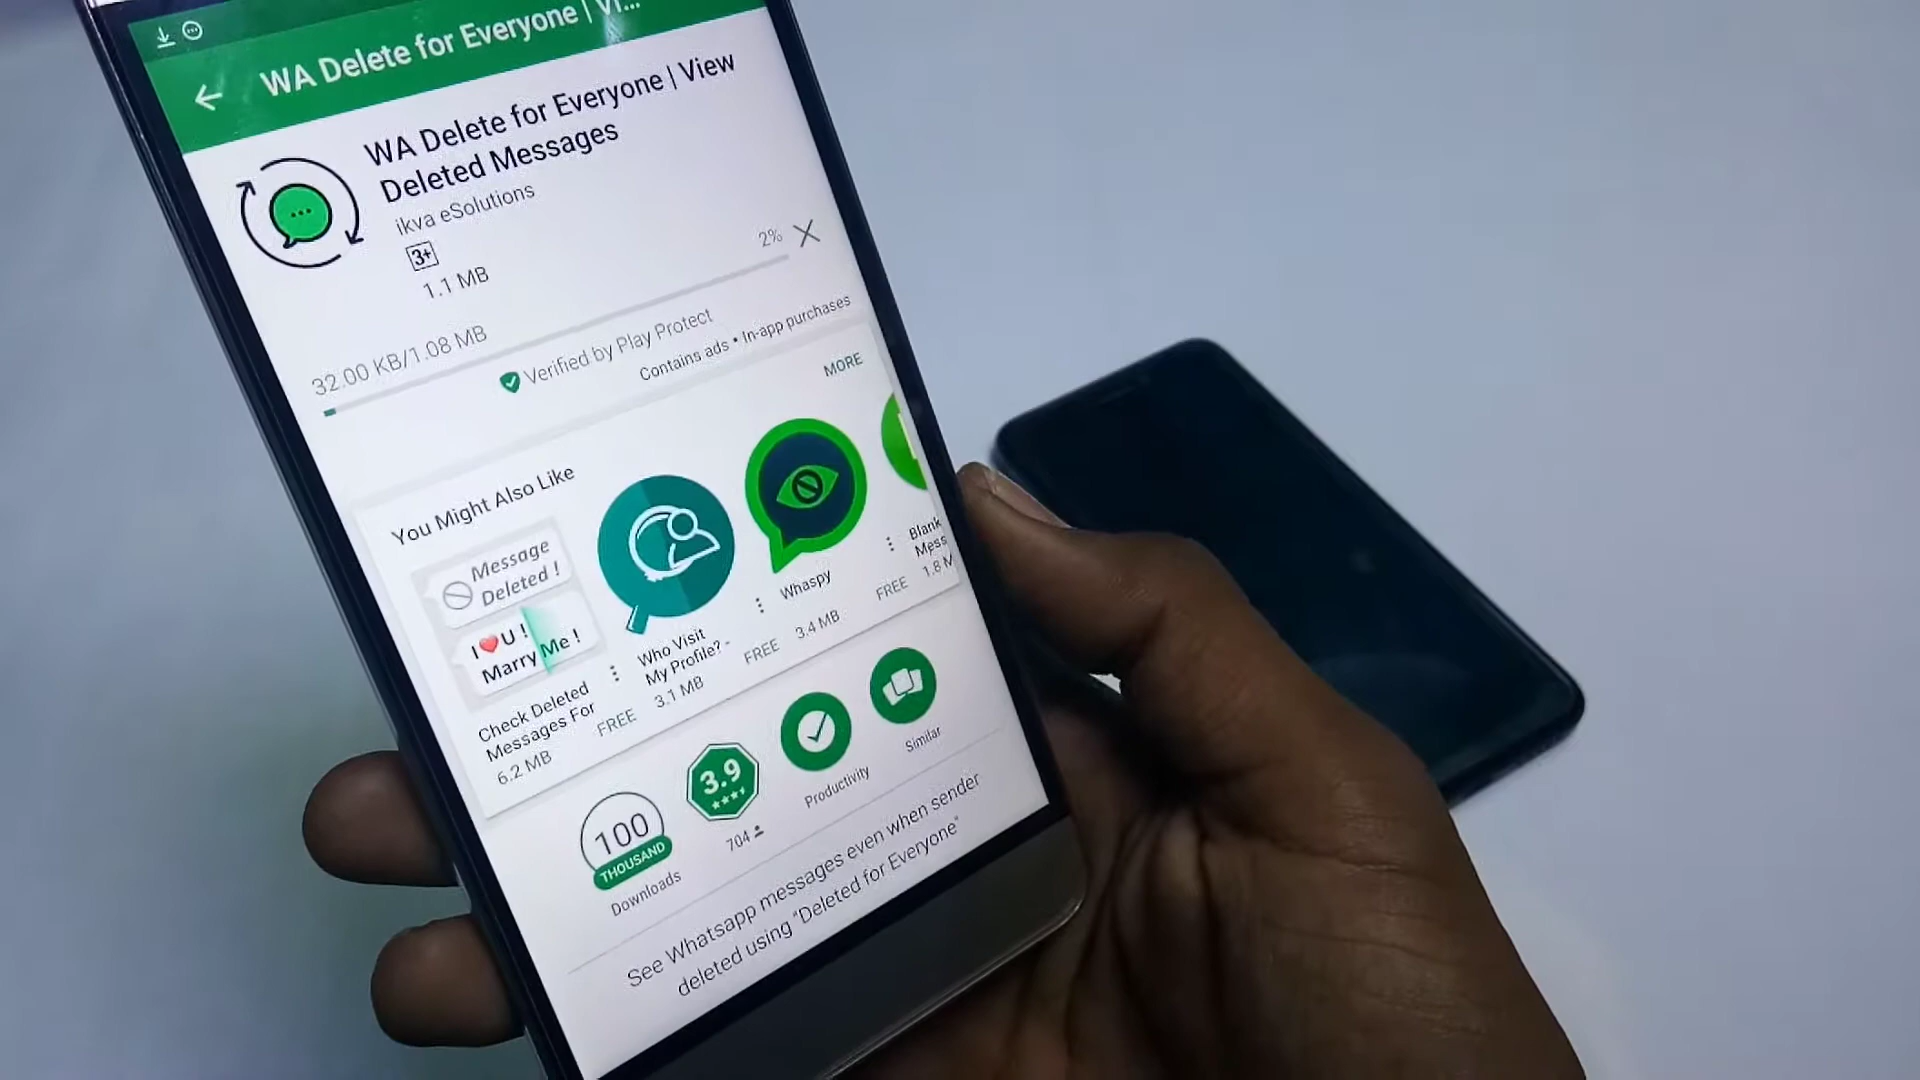 WA Delete for Everyone | Vi...
WA Delete for Everyone | View
Deleted Messages
ikva eSolutions
3+
1.1 MB
2%
32.00 KB/1.08 MB
Verified by Play Protect
Contains ads • In-app purchases
You Might Also Like
MORE
Message
Deleted !
I❤U !
Marry Me !
Check Deleted
Messages For
6.2 MB
FREE
Who Visit
My Profile? -
3.1 MB
FREE
Whaspy
3.4 MB
FREE
Blank
Mess
1.8 M
100
THOUSAND
Downloads
3.9
704
Productivity
Similar
See Whatsapp messages even when sender
deleted using "Deleted for Everyone"